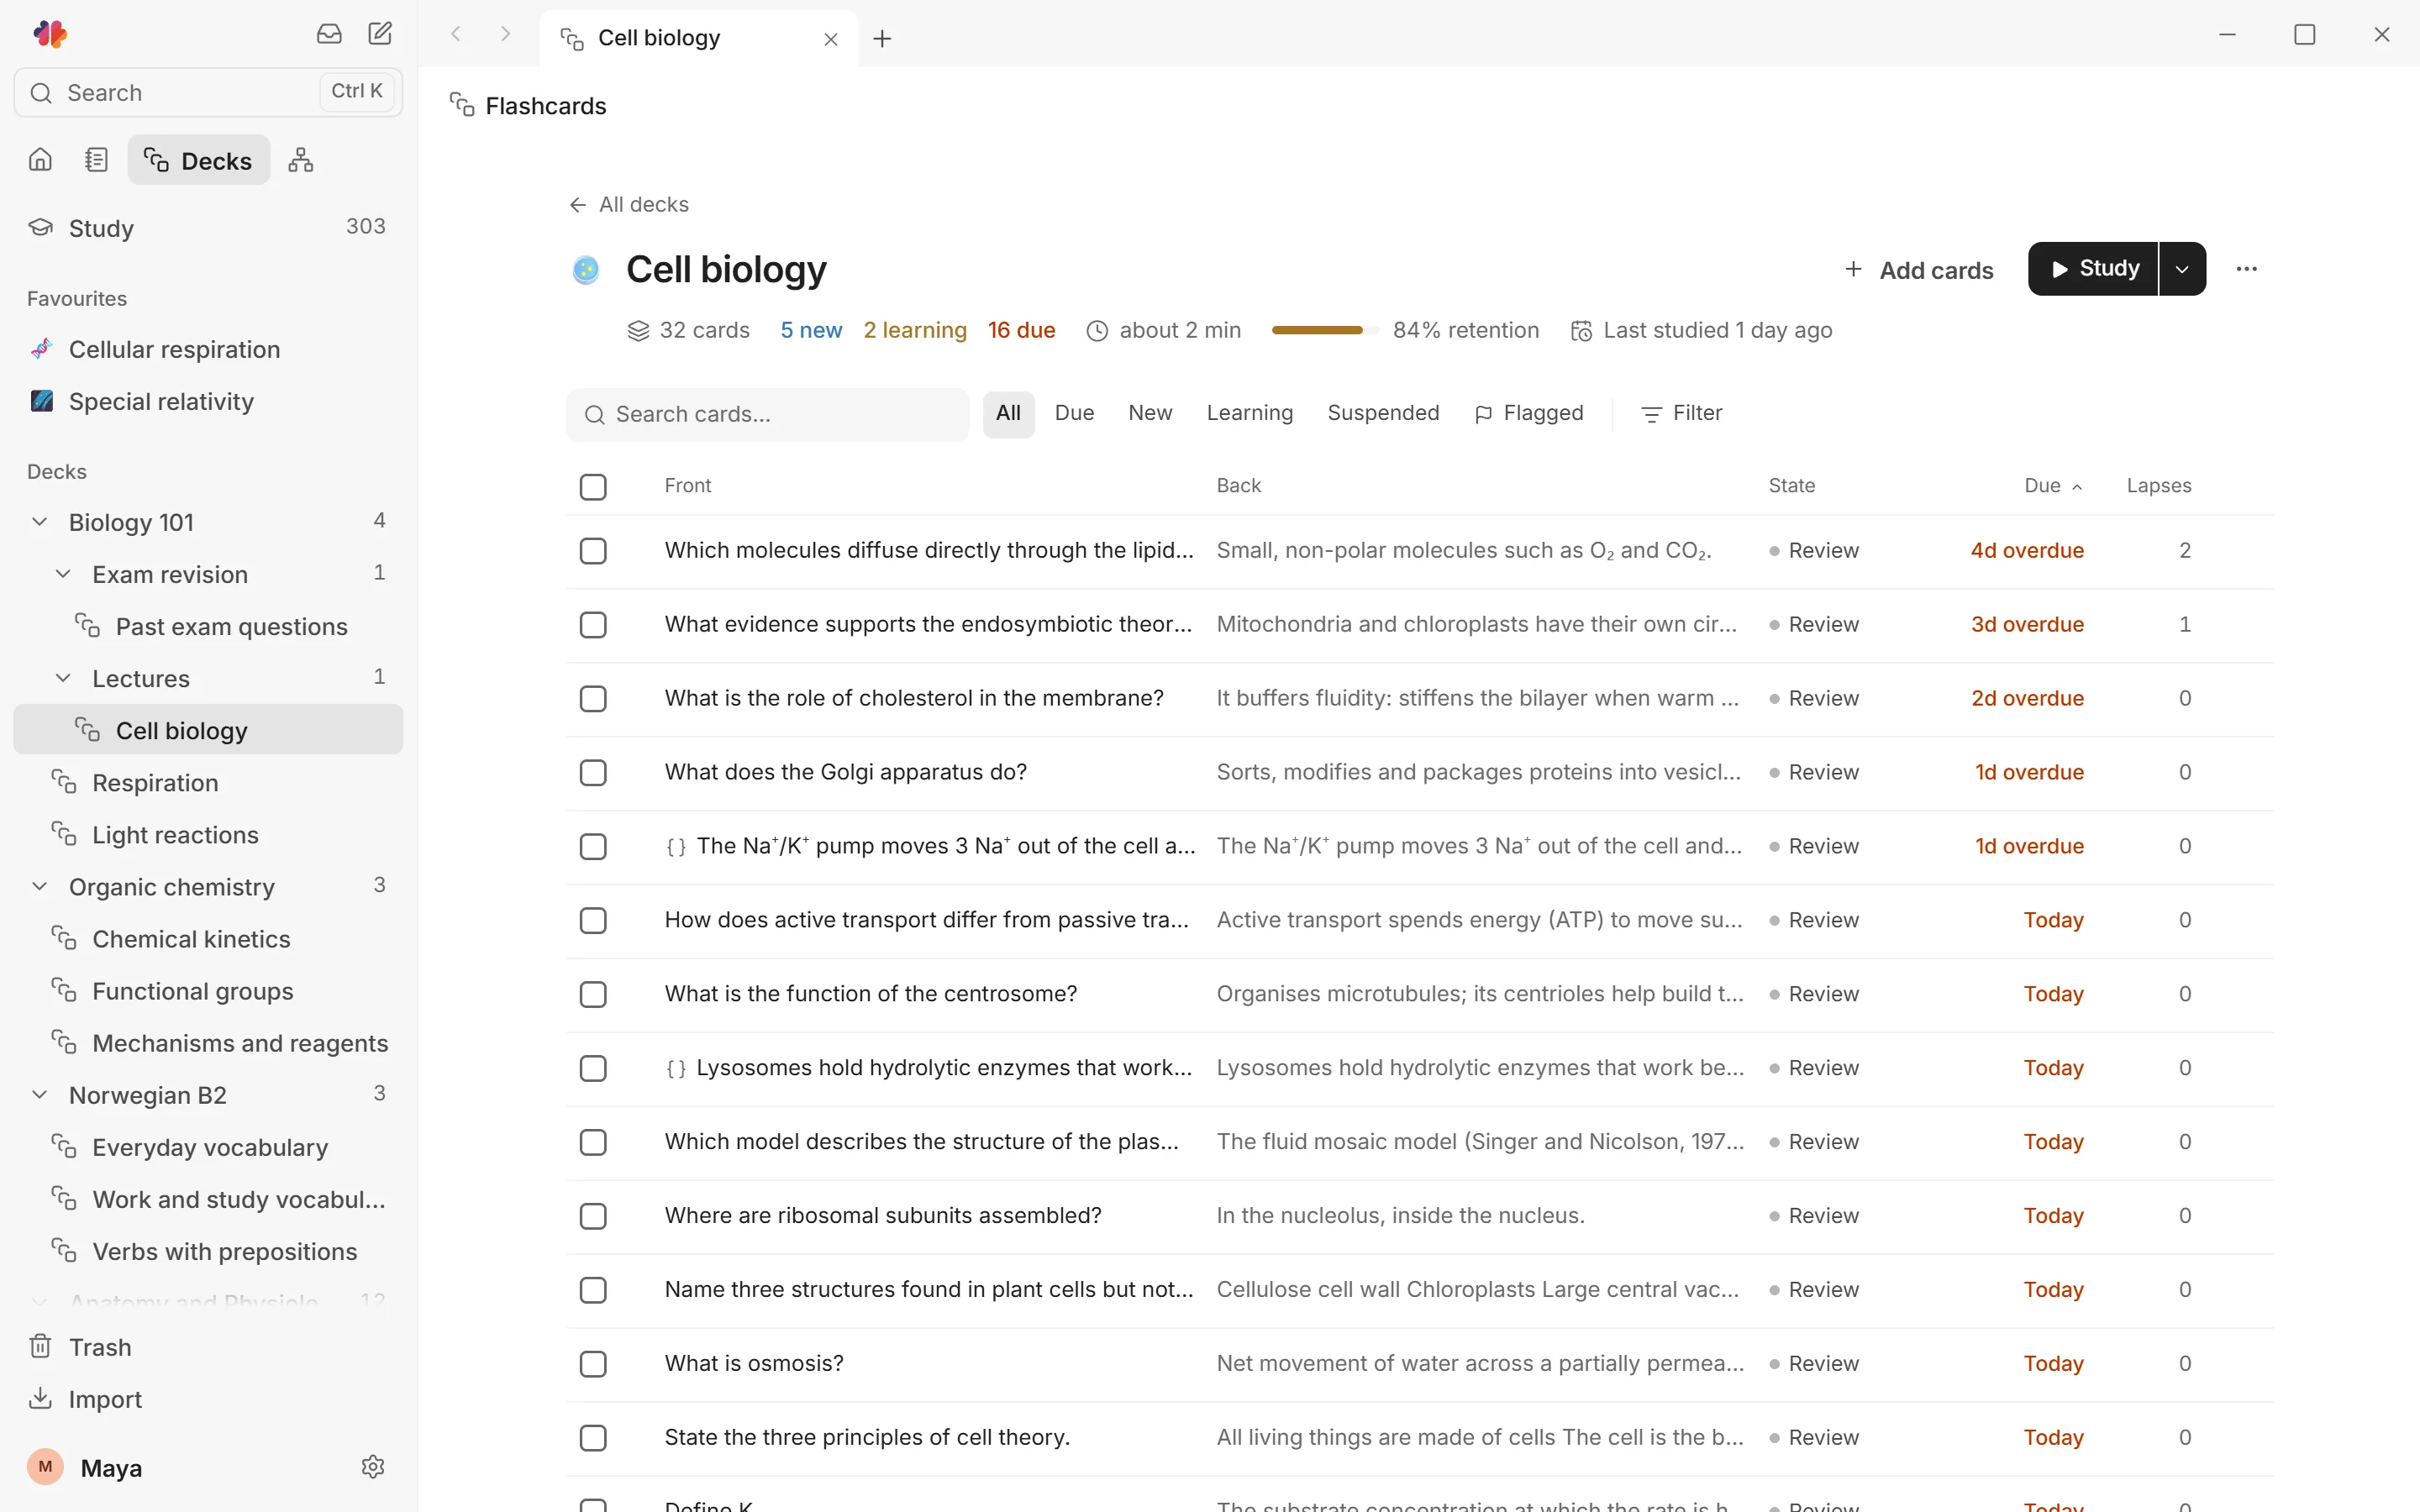 Search Ctrl K
Decks
Study 303
Favourites
Cellular respiration
Special relativity
Decks
Biology 101 4
Exam revision 1
Past exam questions
Lectures 1
Cell biology
Respiration
Light reactions
Organic chemistry 3
Chemical kinetics
Functional groups
Mechanisms and reagents
Norwegian B2 3
Everyday vocabulary
Work and study vocabul...
Verbs with prepositions
Anatomy and Physiolo... 12
Trash
Import
M Maya
Cell biology
Flashcards
All decks
Cell biology
Add cards
Study
32 cards 5 new 2 learning 16 due about 2 min 84% retention Last studied 1 day ago
Search cards... All Due New Learning Suspended Flagged Filter
Front Back State Due Lapses
Which molecules diffuse directly through the lipid... Small, non-polar molecules such as O₂ and CO₂. Review 4d overdue 2
What evidence supports the endosymbiotic theor... Mitochondria and chloroplasts have their own cir... Review 3d overdue 1
What is the role of cholesterol in the membrane? It buffers fluidity: stiffens the bilayer when warm ... Review 2d overdue 0
What does the Golgi apparatus do? Sorts, modifies and packages proteins into vesicl... Review 1d overdue 0
{ } The Na⁺/K⁺ pump moves 3 Na⁺ out of the cell a... The Na⁺/K⁺ pump moves 3 Na⁺ out of the cell and... Review 1d overdue 0
How does active transport differ from passive tra... Active transport spends energy (ATP) to move su... Review Today 0
What is the function of the centrosome? Organises microtubules; its centrioles help build t... Review Today 0
{ } Lysosomes hold hydrolytic enzymes that work... Lysosomes hold hydrolytic enzymes that work be... Review Today 0
Which model describes the structure of the plas... The fluid mosaic model (Singer and Nicolson, 197... Review Today 0
Where are ribosomal subunits assembled? In the nucleolus, inside the nucleus. Review Today 0
Name three structures found in plant cells but not... Cellulose cell wall Chloroplasts Large central vac... Review Today 0
What is osmosis? Net movement of water across a partially permea... Review Today 0
State the three principles of cell theory. All living things are made of cells The cell is the b... Review Today 0
Define K The substrate concentration at which the rate is h... Review Today 0